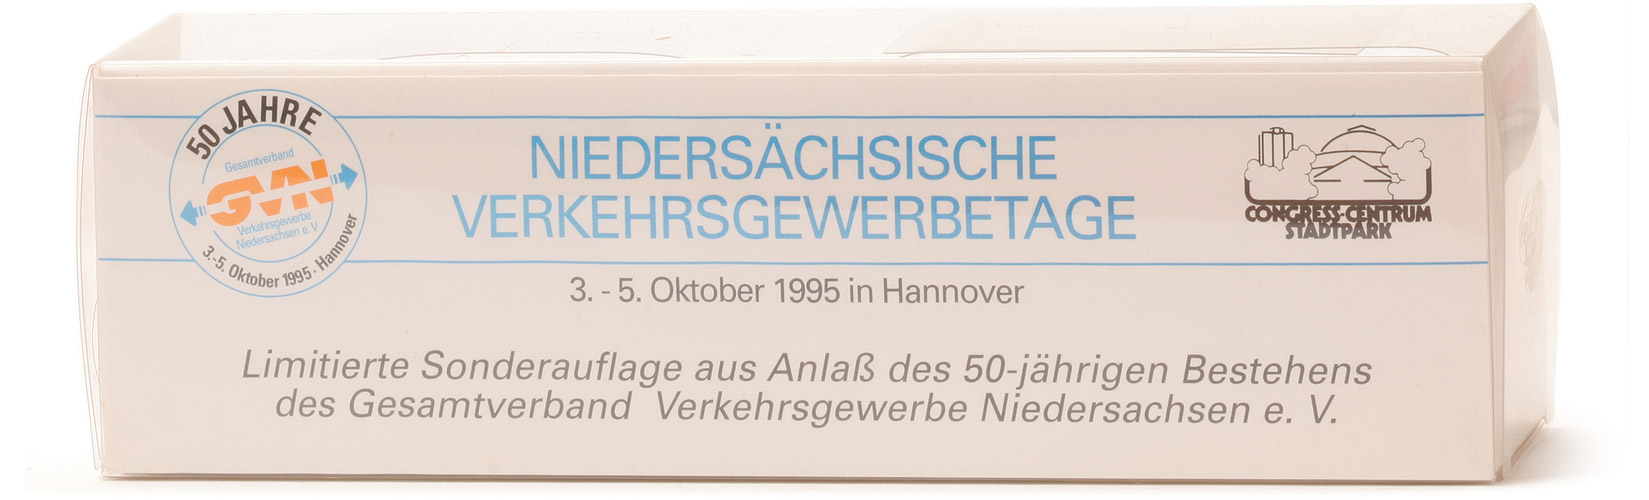 50 JAHRE
Gesamtverband
GVN
Verkehrsgewerbe
Niedersachsen e. V
3.-5. Oktober 1995 · Hannover
NIEDERSÄCHSISCHE
VERKEHRSGEWERBETAGE
CONGRESS-CENTRUM
STADTPARK
3. - 5. Oktober 1995 in Hannover
Limitierte Sonderauflage aus Anlaß des 50-jährigen Bestehens
des Gesamtverband Verkehrsgewerbe Niedersachsen e. V.